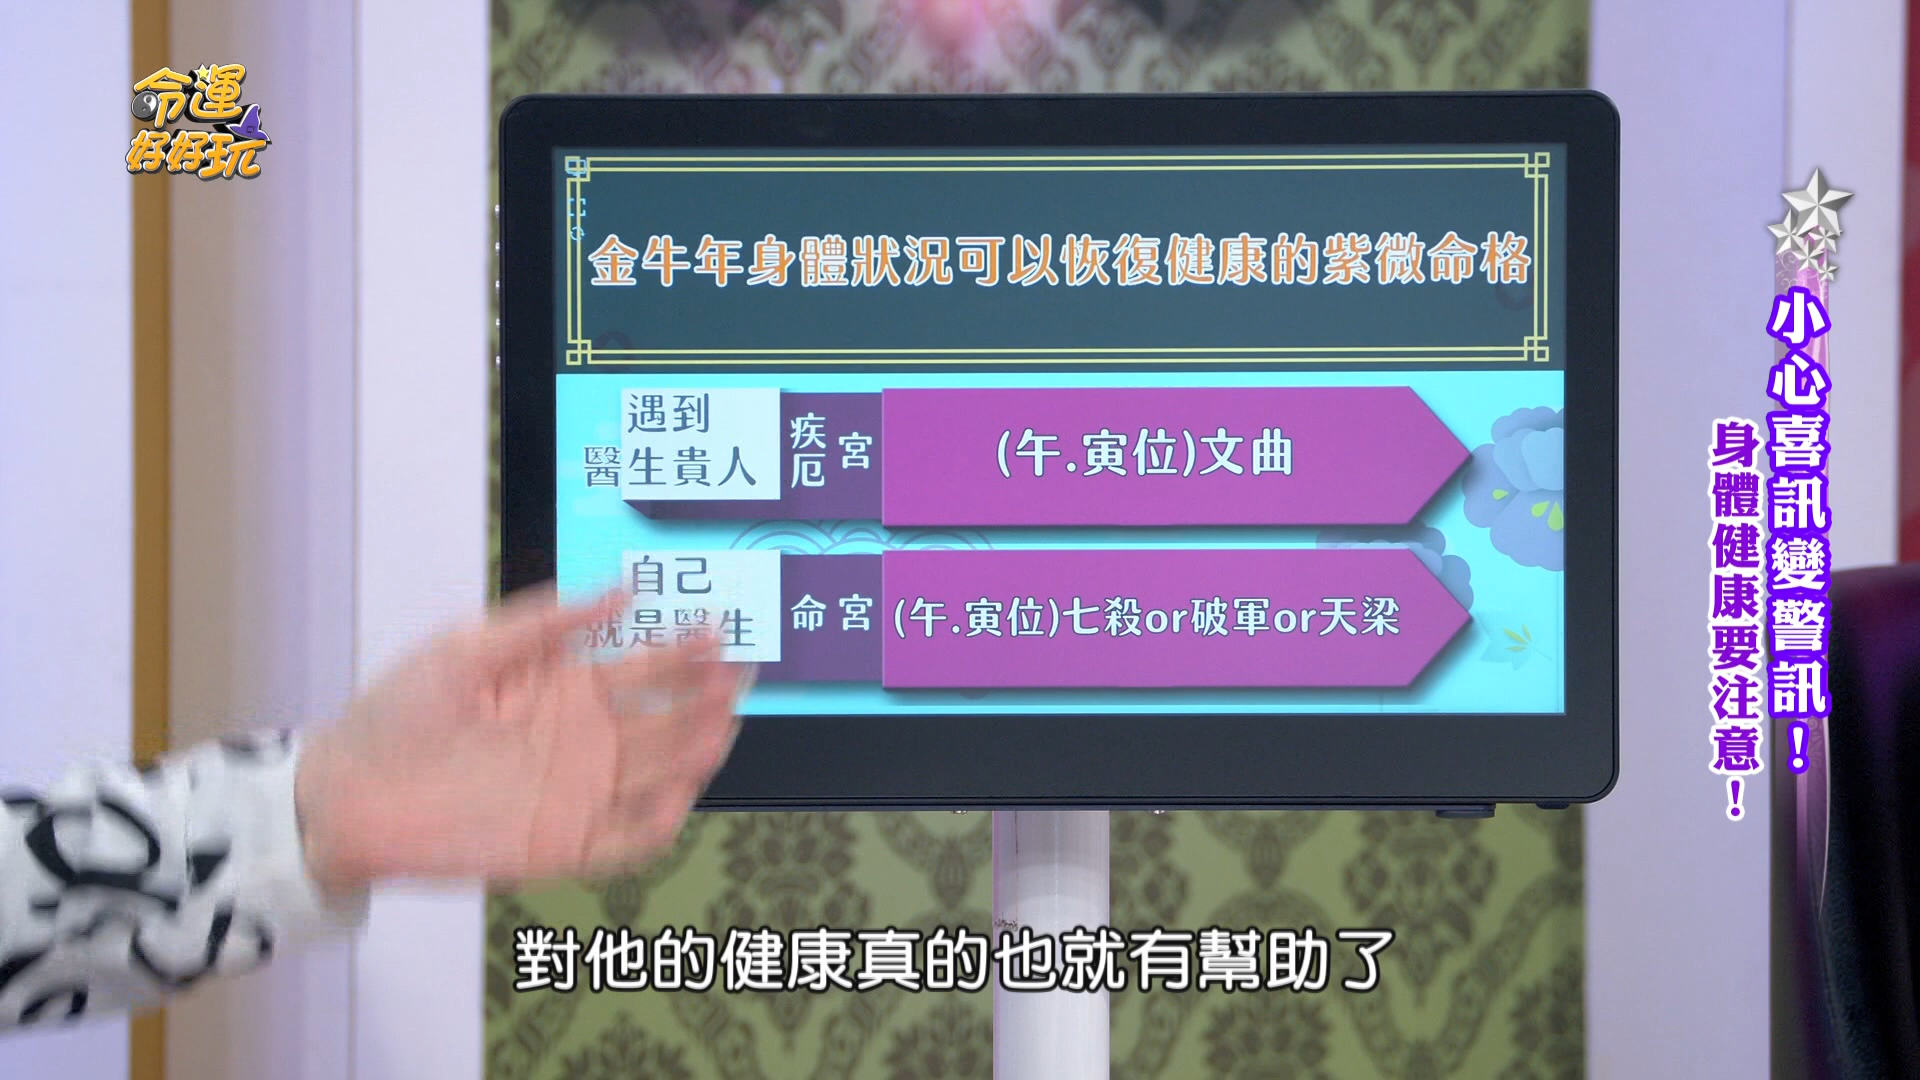 命運
好好玩
金牛年身體狀況可以恢復健康的紫微命格
遇到
醫生貴人
疾厄宮
(午.寅位)文曲
自己
就是醫生
命宮
(午.寅位)七殺or破軍or天梁
小心喜訊變警訊！
身體健康要注意！
對他的健康真的也就有幫助了